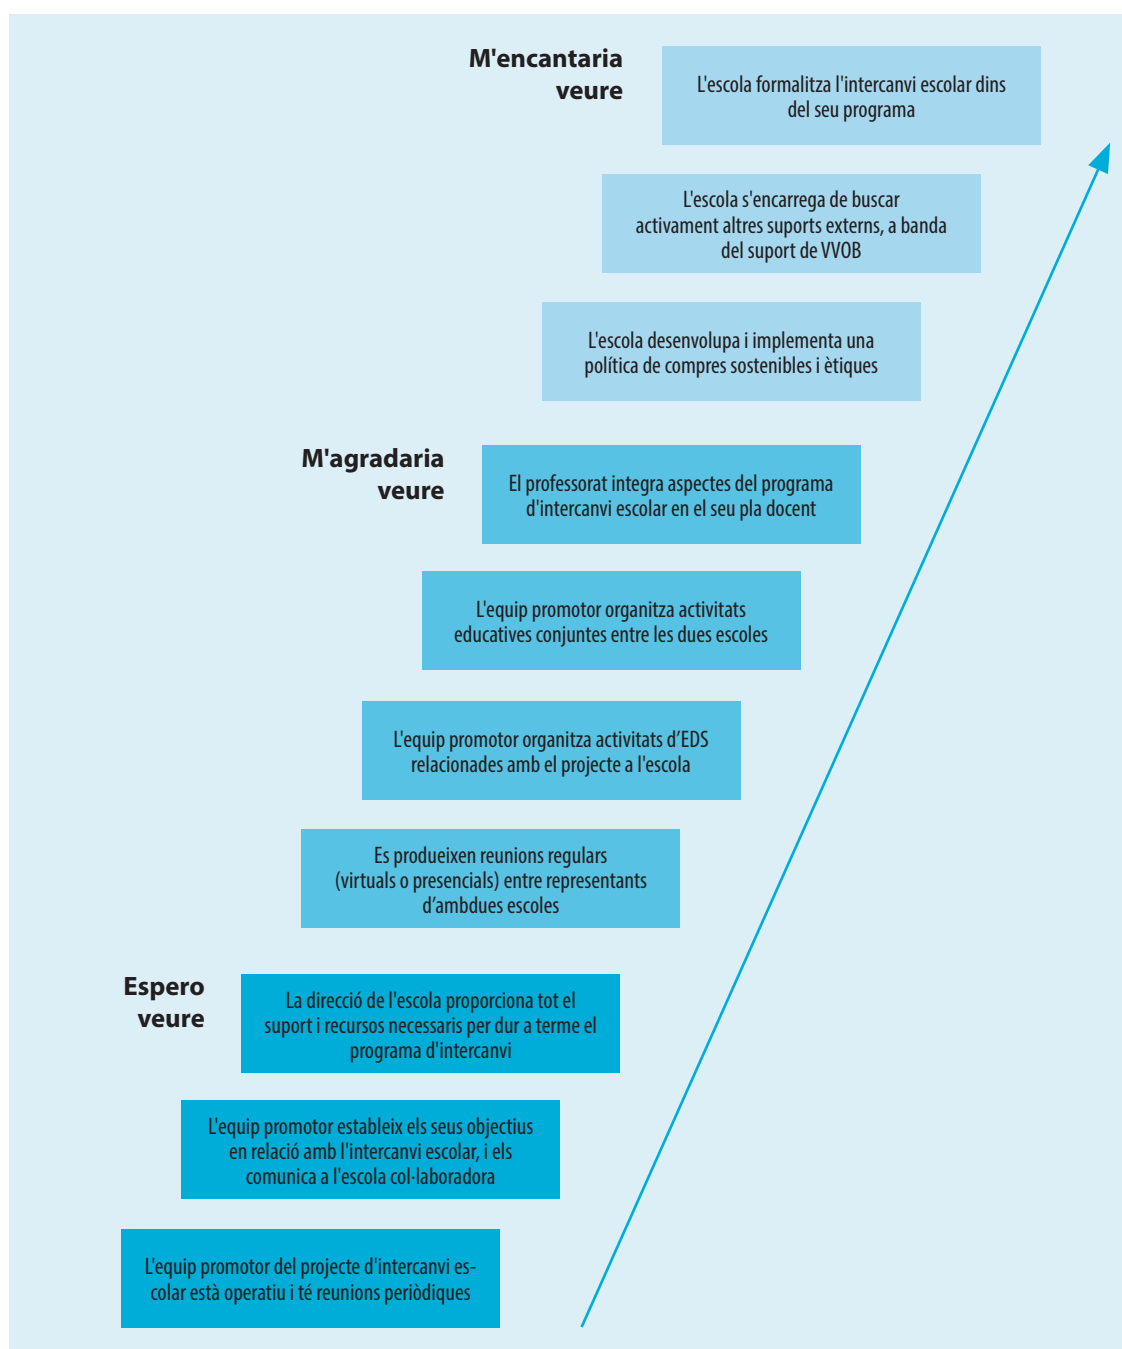 M'encantaria
veure
L'escola formalitza l'intercanvi escolar dins
del seu programa
L'escola s'encarrega de buscar
activament altres suports externs, a banda
del suport de VVOB
L'escola desenvolupa i implementa una
política de compres sostenibles i ètiques
M'agradaria
veure
El professorat integra aspectes del programa
d'intercanvi escolar en el seu pla docent
L'equip promotor organitza activitats
educatives conjuntes entre les dues escoles
L'equip promotor organitza activitats d’EDS
relacionades amb el projecte a l'escola
Es produeixen reunions regulars
(virtuals o presencials) entre representants
d’ambdues escoles
Espero
veure
La direcció de l'escola proporciona tot el
suport i recursos necessaris per dur a terme el
programa d'intercanvi
L'equip promotor estableix els seus objectius
en relació amb l'intercanvi escolar, i els
comunica a l'escola col·laboradora
L'equip promotor del projecte d'intercanvi es-
colar està operatiu i té reunions periòdiques